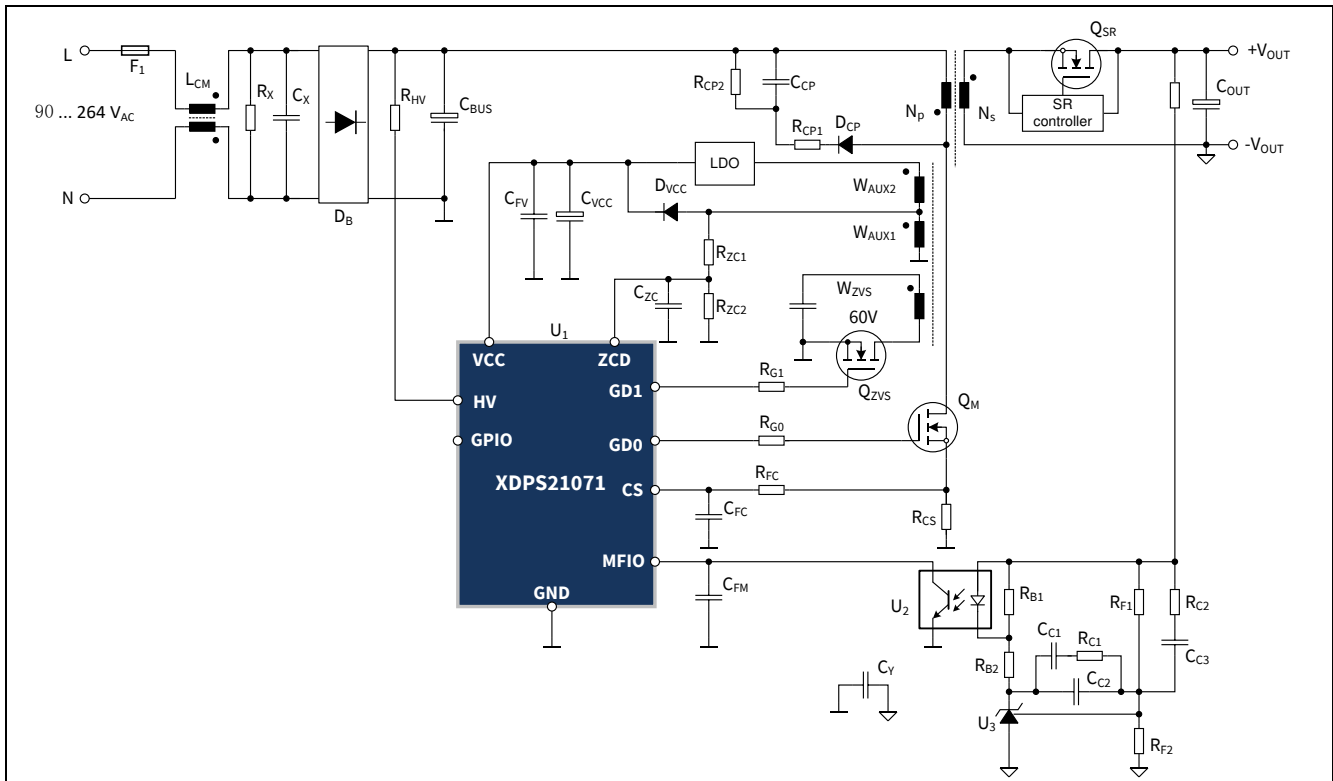 L
F1
LCM
90 ... 264 VAC
N
RX
CX
DB
RHV
CBUS
RCP2
CCP
RCP1
DCP
Np
Ns
QSR
SR
controller
COUT
+VOUT
-VOUT
LDO
CFV
CVCC
DVCC
WAUX2
WAUX1
RZC1
CZC
RZC2
WZVS
60V
QZVS
U1
VCC
ZCD
HV
GD1
GPIO
GD0
XDPS21071
CS
MFIO
GND
RG1
RG0
QM
RFC
CFC
RCS
CFM
U2
RB1
RF1
RC2
CC1
RC1
CC3
RB2
CC2
CY
U3
RF2